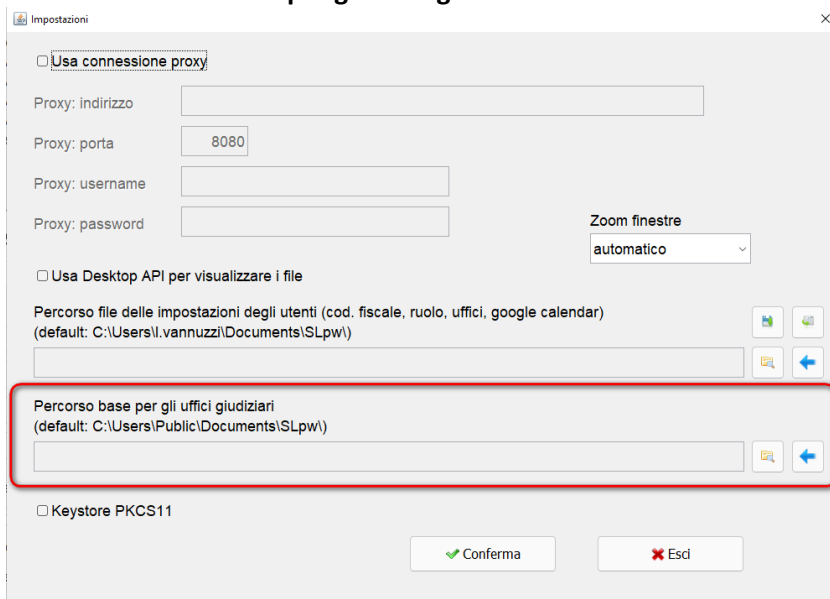 Impostazioni
Usa connessione proxy
Proxy: indirizzo
Proxy: porta 8080
Proxy: username
Proxy: password
Zoom finestre
automatico
Usa Desktop API per visualizzare i file
Percorso file delle impostazioni degli utenti (cod. fiscale, ruolo, uffici, google calendar)
(default: C:\Users\l.vannuzzi\Documents\SLpw\)
Percorso base per gli uffici giudiziari
(default: C:\Users\Public\Documents\SLpw\)
Keystore PKCS11
Conferma Esci